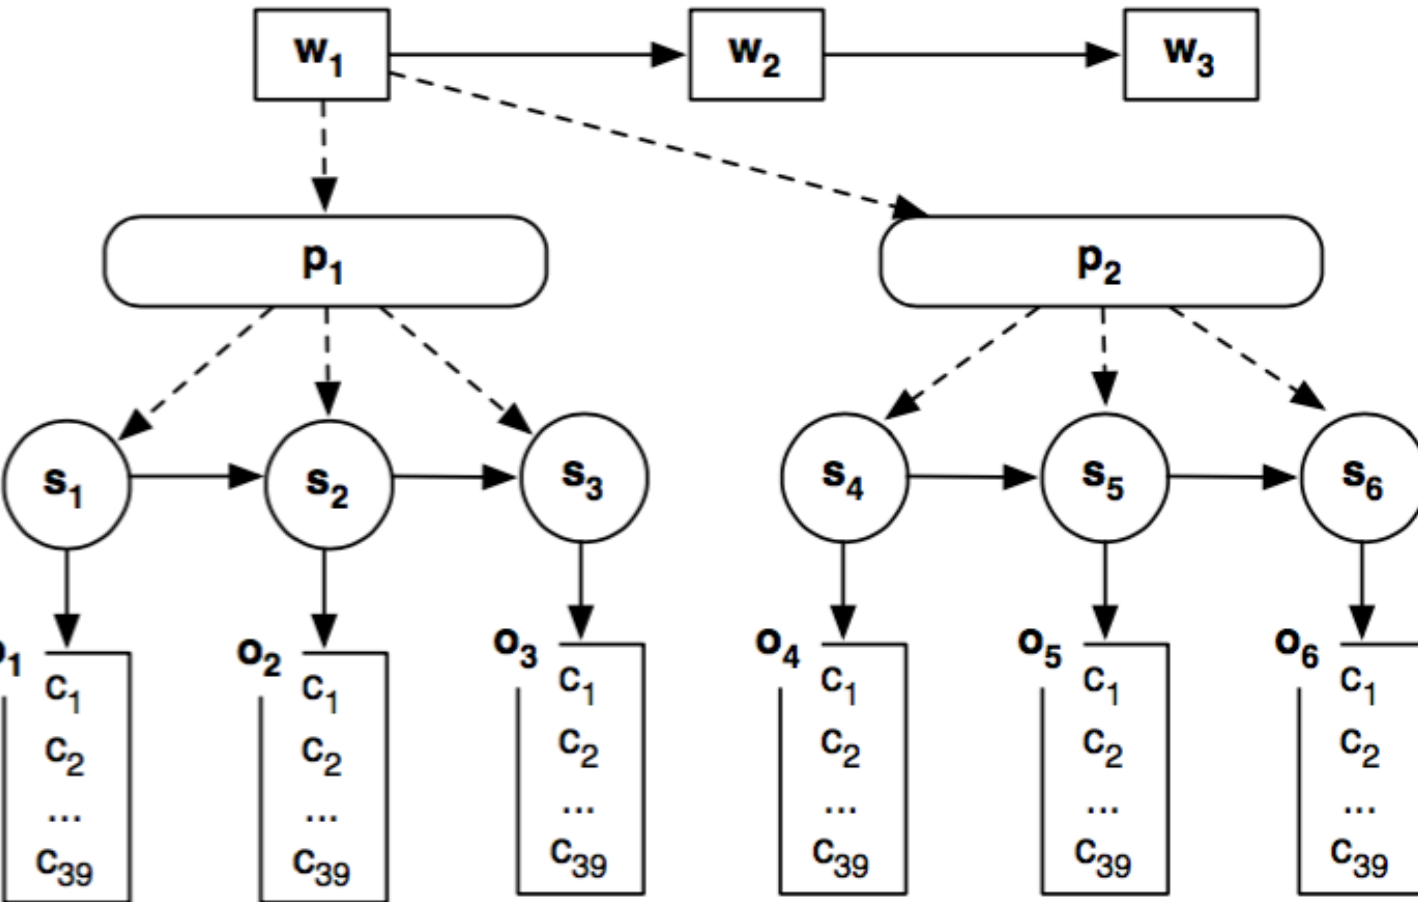 w₁ w₂ w₃
p₁ p₂
s₁ s₂ s₃ s₄ s₅ s₆
o₂ o₃ o₄ o₅ o₆
c₁ c₁ c₁ c₁ c₁ c₁
c₂ c₂ c₂ c₂ c₂ c₂
... ... ... ... ... ...
c₃₉ c₃₉ c₃₉ c₃₉ c₃₉ c₃₉